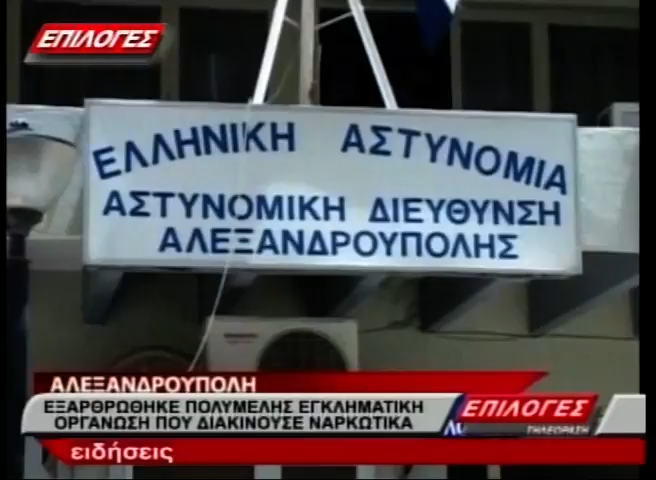 ΕΠΙΛΟΓΕΣ
ΕΛΛΗΝΙΚΗ ΑΣΤΥΝΟΜΙΑ
ΑΣΤΥΝΟΜΙΚΗ ΔΙΕΥΘΥΝΣΗ
ΑΛΕΞΑΝΔΡΟΥΠΟΛΗΣ
ΑΛΕΞΑΝΔΡΟΥΠΟΛΗ
ΕΞΑΡΘΡΩΘΗΚΕ ΠΟΛΥΜΕΛΗΣ ΕΓΚΛΗΜΑΤΙΚΗ
ΟΡΓΑΝΩΣΗ ΠΟΥ ΔΙΑΚΙΝΟΥΣΕ ΝΑΡΚΩΤΙΚΑ
ΕΠΙΛΟΓΕΣ
ΤΗΛΕΟΡΑΣΗ
ειδήσεις